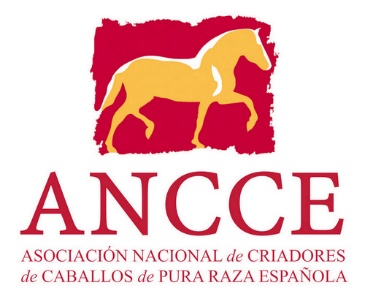 ANCCE
ASOCIACIÓN NACIONAL de CRIADORES
de CABALLOS de PURA RAZA ESPAÑOLA